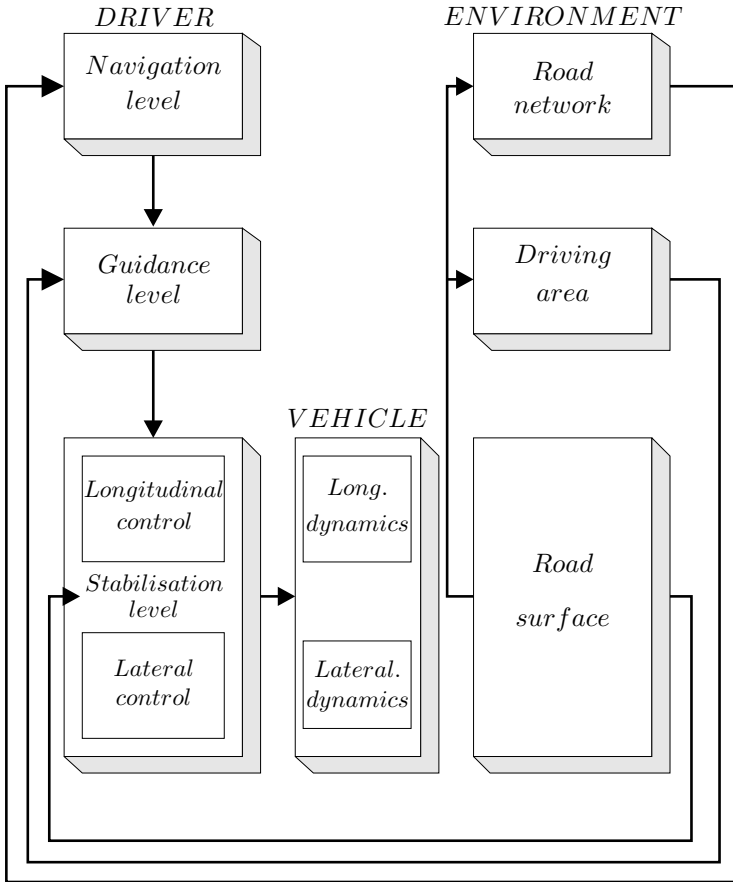 DRIVER
Navigation
level
Guidance
level
Longitudinal
control
Stabilisation
level
Lateral
control
VEHICLE
Long.
dynamics
Lateral.
dynamics
ENVIRONMENT
Road
network
Driving
area
Road
surface